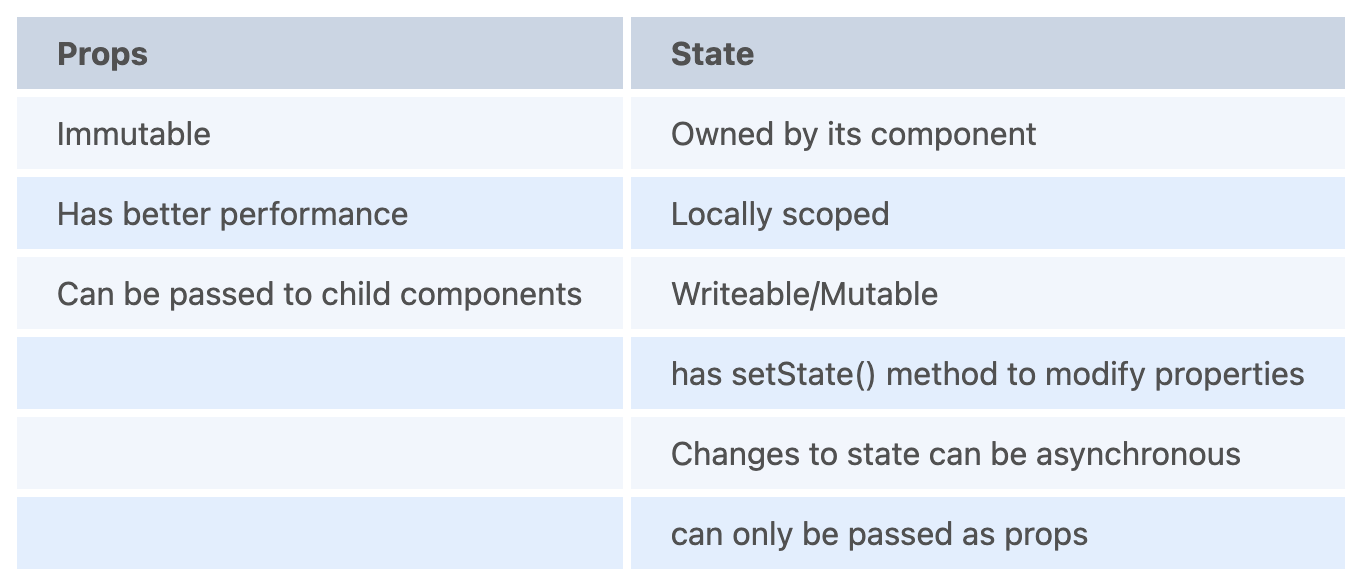 Props State
Immutable Owned by its component
Has better performance Locally scoped
Can be passed to child components Writeable/Mutable
has setState() method to modify properties
Changes to state can be asynchronous
can only be passed as props